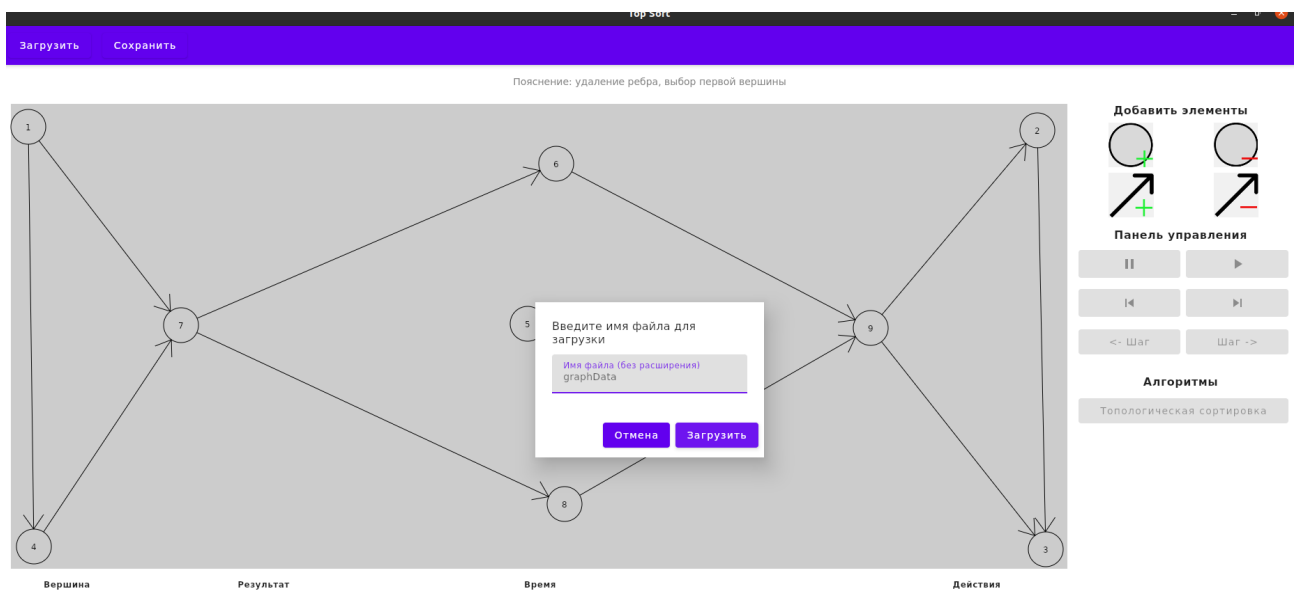 Top Sort
Загрузить Сохранить
Пояснение: удаление ребра, выбор первой вершины
Добавить элементы
1
2
6
7
5
9
8
4
3
Введите имя файла для
загрузки
Имя файла (без расширения)
graphData
Отмена Загрузить
Панель управления
<- Шаг Шаг ->
Алгоритмы
Топологическая сортировка
Вершина Результат Время Действия